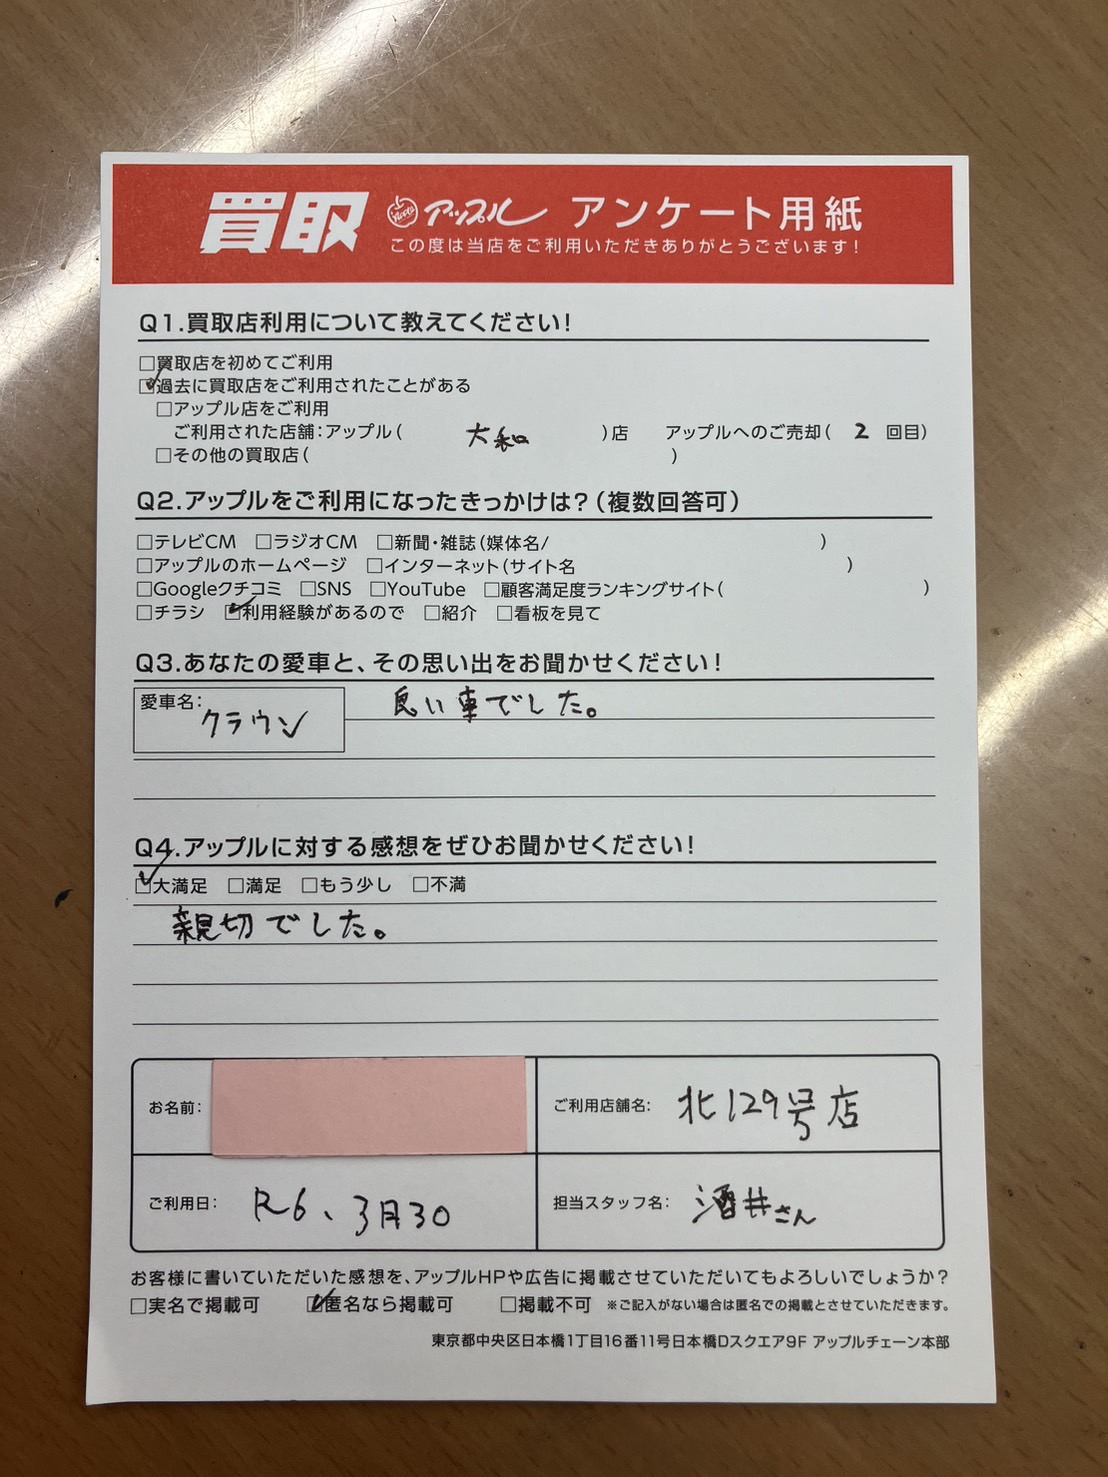 買取 Apple アップル アンケート用紙
この度は当店をご利用いただきありがとうございます!
Q1.買取店利用について教えてください!
□買取店を初めてご利用
☑過去に買取店をご利用されたことがある
□アップル店をご利用
ご利用された店舗:アップル( 大和 )店 アップルへのご売却( 2 回目)
□その他の買取店( )
Q2.アップルをご利用になったきっかけは?(複数回答可)
□テレビCM □ラジオCM □新聞・雑誌(媒体名/ )
□アップルのホームページ □インターネット(サイト名 )
□Googleクチコミ □SNS □YouTube □顧客満足度ランキングサイト( )
□チラシ ☑利用経験があるので □紹介 □看板を見て
Q3.あなたの愛車と、その思い出をお聞かせください!
愛車名: クラウン 良い車でした。
Q4.アップルに対する感想をぜひお聞かせください!
☑大満足 □満足 □もう少し □不満
親切でした。
お名前: ご利用店舗名: 北129号店
ご利用日: R6、3月30 担当スタッフ名: 酒井さん
お客様に書いていただいた感想を、アップルHPや広告に掲載させていただいてもよろしいでしょうか?
□実名で掲載可 ☑匿名なら掲載可 □掲載不可 ※ご記入がない場合は匿名での掲載とさせていただきます。
東京都中央区日本橋1丁目16番11号日本橋Dスクエア9F アップルチェーン本部